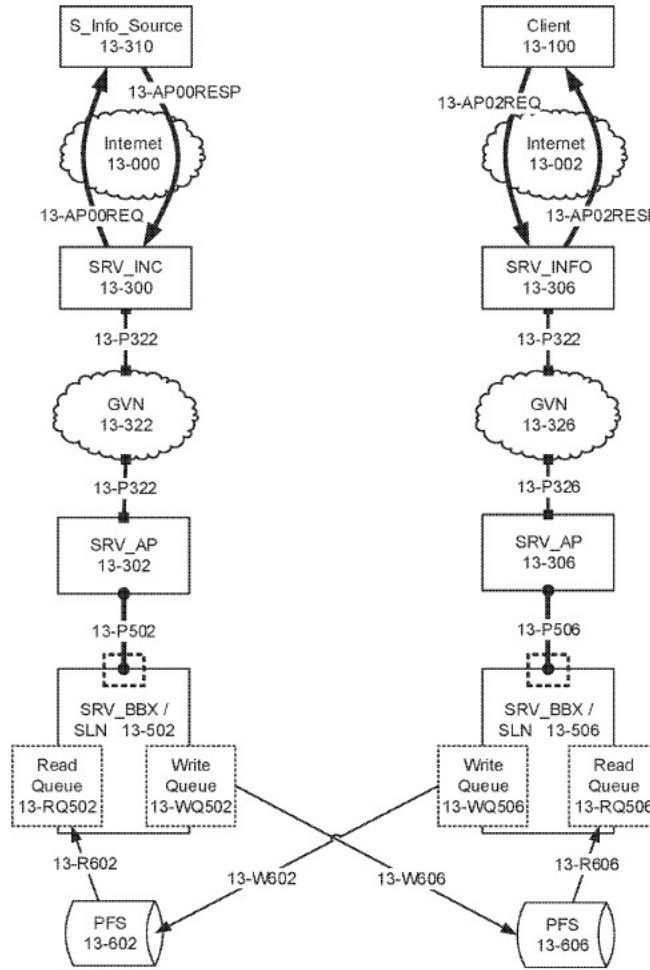 S_Info_Source
13-310
Client
13-100
13-AP00RESP
13-AP02REQ
Internet
13-000
Internet
13-002
13-AP00REQ
13-AP02RESP
SRV_INC
13-300
SRV_INFO
13-306
13-P322
13-P322
GVN
13-322
GVN
13-326
13-P322
13-P326
SRV_AP
13-302
SRV_AP
13-306
13-P502
13-P506
SRV_BBX /
SLN 13-502
SRV_BBX /
SLN 13-506
Read
Queue
13-RQ502
Write
Queue
13-WQ502
Write
Queue
13-WQ506
Read
Queue
13-RQ506
13-R602
13-W602
13-W606
13-R606
PFS
13-602
PFS
13-606